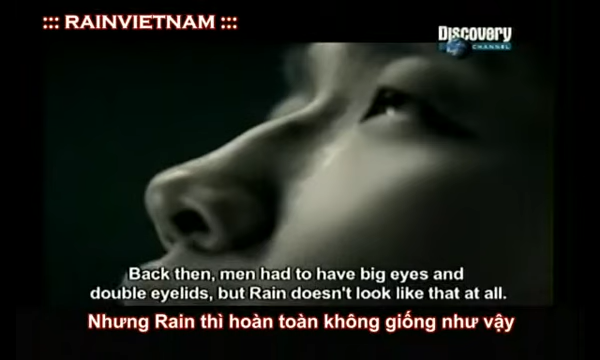 ::: RAINVIETNAM :::
Discovery
CHANNEL
Back then, men had to have big eyes and
double eyelids, but Rain doesn't look like that at all.
Nhưng Rain thì hoàn toàn không giống như vậy